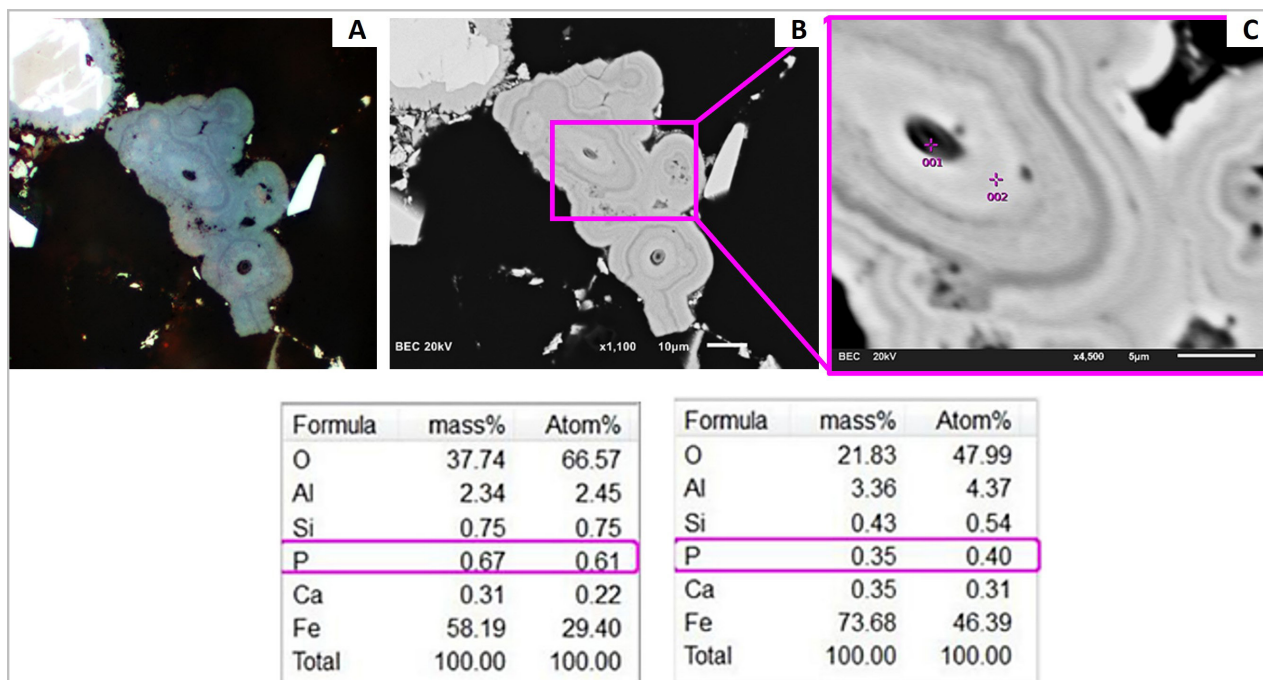 A
B
C
001
002
BEC 20kV x1,100 10µm
BEC 20kV x4,500 5µm
Formula mass% Atom%
O 37.74 66.57
Al 2.34 2.45
Si 0.75 0.75
P 0.67 0.61
Ca 0.31 0.22
Fe 58.19 29.40
Total 100.00 100.00
Formula mass% Atom%
O 21.83 47.99
Al 3.36 4.37
Si 0.43 0.54
P 0.35 0.40
Ca 0.35 0.31
Fe 73.68 46.39
Total 100.00 100.00